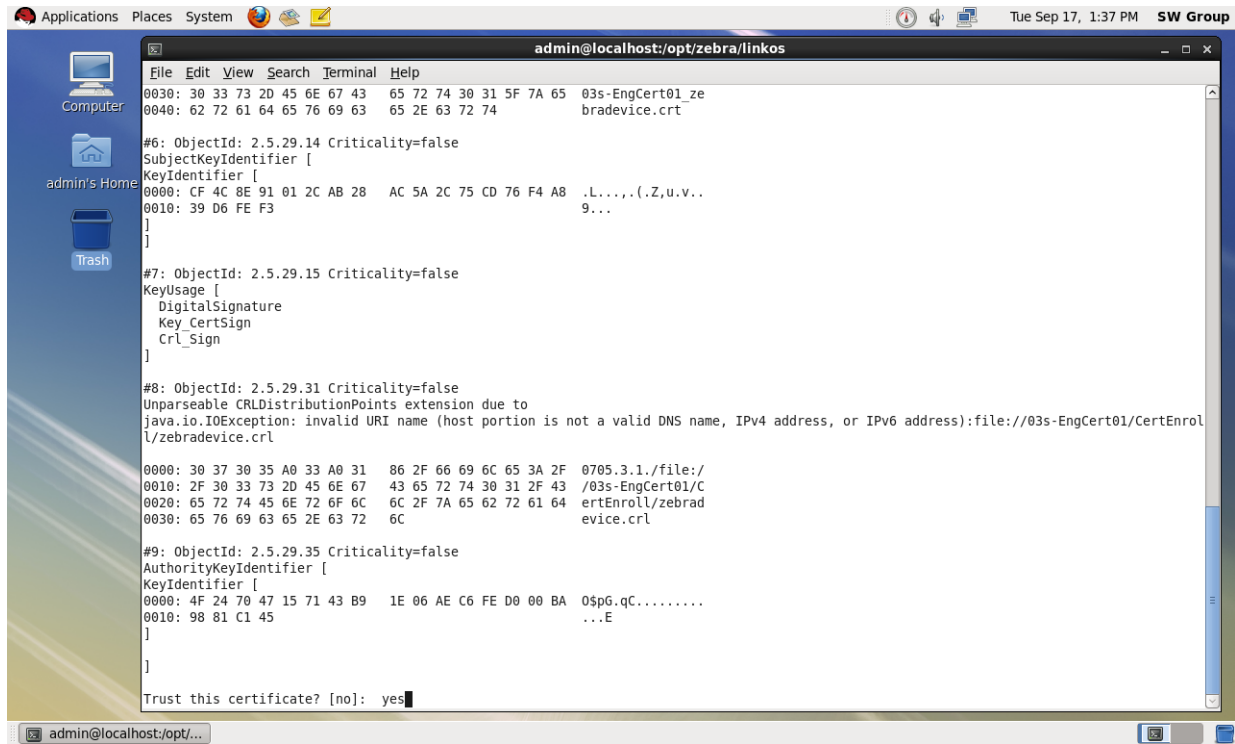 Applications Places System
Tue Sep 17, 1:37 PM SW Group
Computer
admin's Home
Trash
admin@localhost:/opt/zebra/linkos
File Edit View Search Terminal Help
0030: 30 33 73 2D 45 6E 67 43   65 72 74 30 31 5F 7A 65  03s-EngCert01_ze
0040: 62 72 61 64 65 76 69 63   65 2E 63 72 74           bradevice.crt
#6: ObjectId: 2.5.29.14 Criticality=false
SubjectKeyIdentifier [
KeyIdentifier [
0000: CF 4C 8E 91 01 2C AB 28   AC 5A 2C 75 CD 76 F4 A8  .L...,.(.Z,u.v..
0010: 39 D6 FE F3                                        9...
]
]
#7: ObjectId: 2.5.29.15 Criticality=false
KeyUsage [
  DigitalSignature
  Key_CertSign
  Crl_Sign
]
#8: ObjectId: 2.5.29.31 Criticality=false
Unparseable CRLDistributionPoints extension due to
java.io.IOException: invalid URI name (host portion is not a valid DNS name, IPv4 address, or IPv6 address):file://03s-EngCert01/CertEnrol
l/zebradevice.crl
0000: 30 37 30 35 A0 33 A0 31   86 2F 66 69 6C 65 3A 2F  0705.3.1./file:/
0010: 2F 30 33 73 2D 45 6E 67   43 65 72 74 30 31 2F 43  /03s-EngCert01/C
0020: 65 72 74 45 6E 72 6F 6C   6C 2F 7A 65 62 72 61 64  ertEnroll/zebrad
0030: 65 76 69 63 65 2E 63 72   6C                       evice.crl
#9: ObjectId: 2.5.29.35 Criticality=false
AuthorityKeyIdentifier [
KeyIdentifier [
0000: 4F 24 70 47 15 71 43 B9   1E 06 AE C6 FE D0 00 BA  O$pG.qC.........
0010: 98 81 C1 45                                        ...E
]
]
Trust this certificate? [no]:  yes
admin@localhost:/opt/...